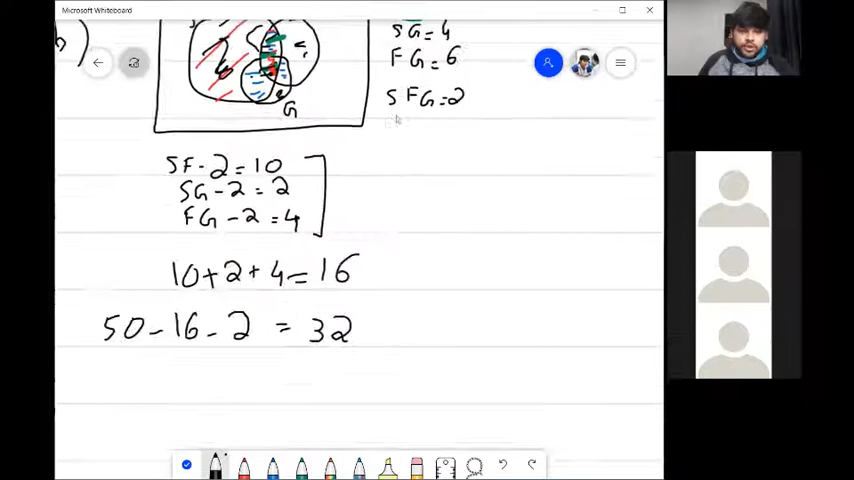 Microsoft Whiteboard
b)
SG = 4
FG = 6
SFG = 2
G
SF - 2 = 10
SG - 2 = 2
FG - 2 = 4
10 + 2 + 4 = 16
50 - 16 - 2 = 32